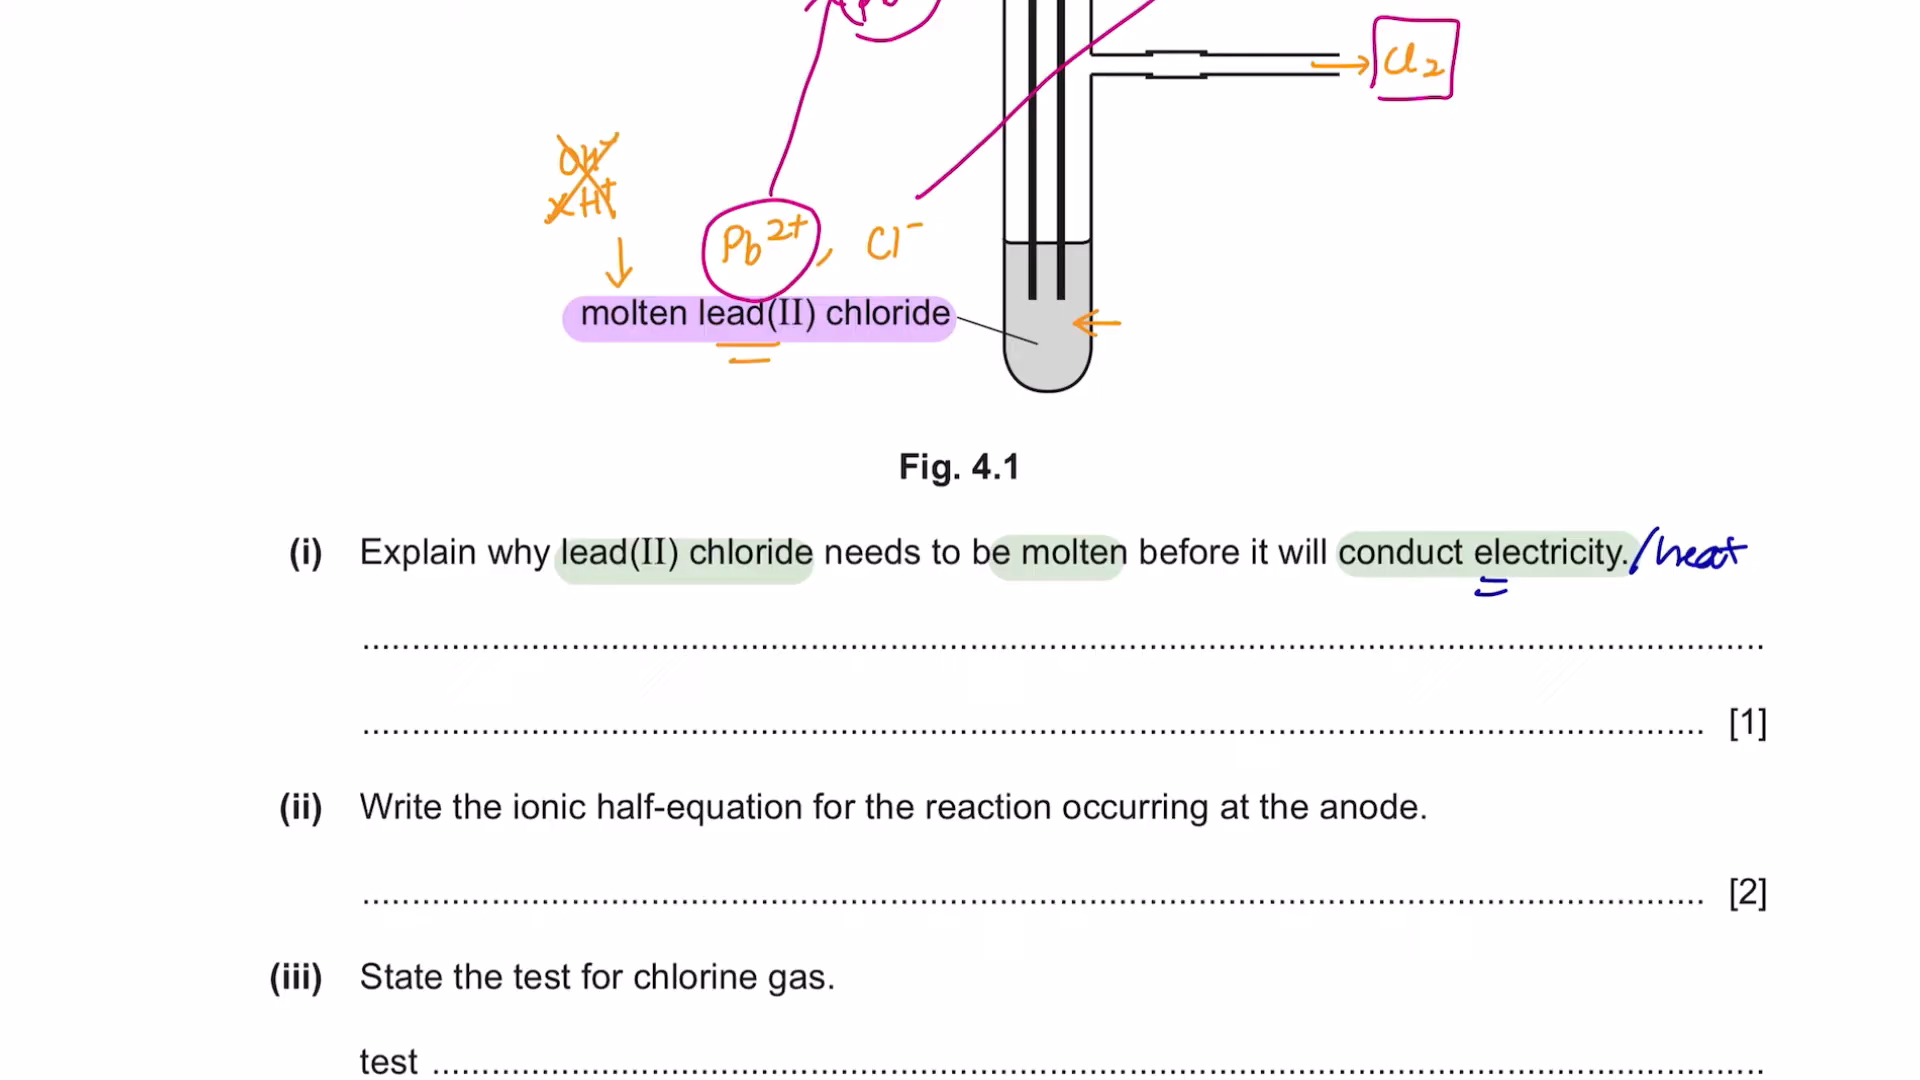 Cl₂
OH⁻
H⁺
Pb²⁺, Cl⁻
molten lead(II) chloride
Fig. 4.1
(i) Explain why lead(II) chloride needs to be molten before it will conduct electricity./heat
[1]
(ii) Write the ionic half-equation for the reaction occurring at the anode.
[2]
(iii) State the test for chlorine gas.
test